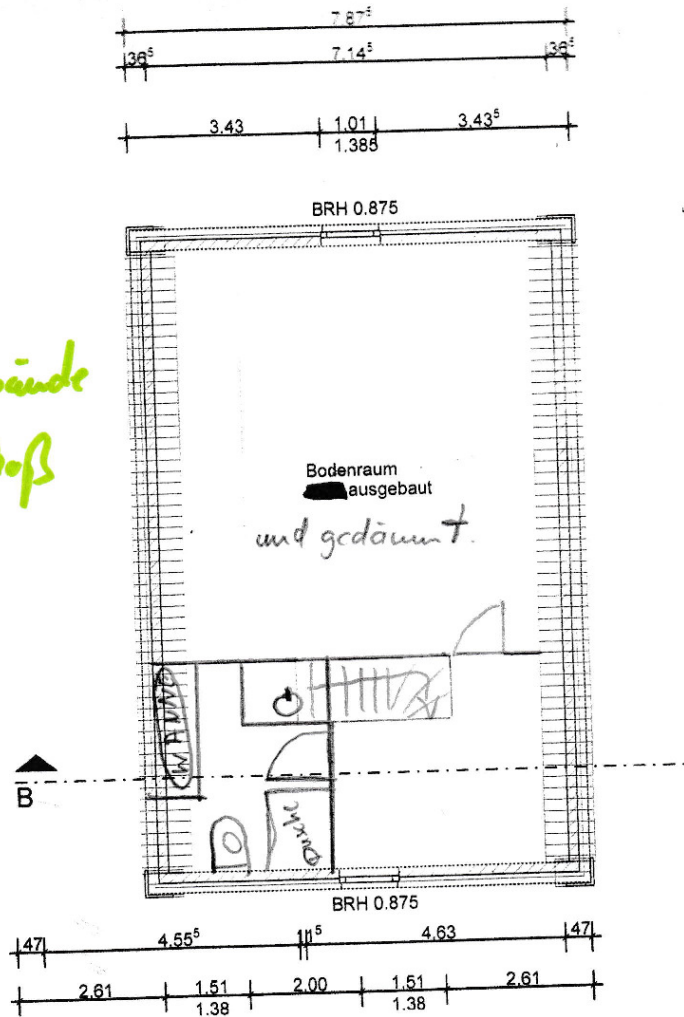 7.87⁵
36⁵ 7.14⁵ 36⁵
3.43 1.01 3.43⁵
1.385
BRH 0.875
Bodenraum
ausgebaut
und gedämmt.
WANNE
Dusche
B
BRH 0.875
47 4.55⁵ 11⁵ 4.63 47
2.61 1.51 2.00 1.51 2.61
1.38 1.38